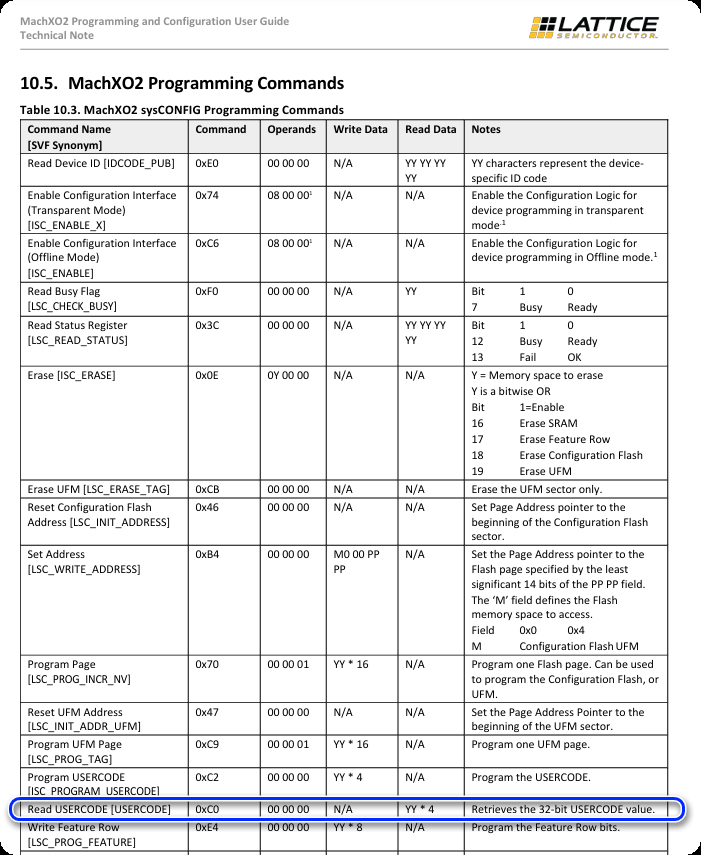 MachXO2 Programming and Configuration User Guide
Technical Note
LATTICE
SEMICONDUCTOR
10.5. MachXO2 Programming Commands
Table 10.3. MachXO2 sysCONFIG Programming Commands
Command Name Command Operands Write Data Read Data Notes
[SVF Synonym]
Read Device ID [IDCODE_PUB] 0xE0 00 00 00 N/A YY YY YY YY characters represent the device-
YY specific ID code
Enable Configuration Interface 0x74 08 00 00¹ N/A N/A Enable the Configuration Logic for
(Transparent Mode) device programming in transparent
[ISC_ENABLE_X] mode.¹
Enable Configuration Interface 0xC6 08 00 00¹ N/A N/A Enable the Configuration Logic for
(Offline Mode) device programming in Offline mode.¹
[ISC_ENABLE]
Read Busy Flag 0xF0 00 00 00 N/A YY Bit 1 0
[LSC_CHECK_BUSY] 7 Busy Ready
Read Status Register 0x3C 00 00 00 N/A YY YY YY Bit 1 0
[LSC_READ_STATUS] YY 12 Busy Ready
13 Fail OK
Erase [ISC_ERASE] 0x0E 0Y 00 00 N/A N/A Y = Memory space to erase
Y is a bitwise OR
Bit 1=Enable
16 Erase SRAM
17 Erase Feature Row
18 Erase Configuration Flash
19 Erase UFM
Erase UFM [LSC_ERASE_TAG] 0xCB 00 00 00 N/A N/A Erase the UFM sector only.
Reset Configuration Flash 0x46 00 00 00 N/A N/A Set Page Address pointer to the
Address [LSC_INIT_ADDRESS] beginning of the Configuration Flash
sector.
Set Address 0xB4 00 00 00 M0 00 PP N/A Set the Page Address pointer to the
[LSC_WRITE_ADDRESS] PP Flash page specified by the least
significant 14 bits of the PP PP field.
The ‘M’ field defines the Flash
memory space to access.
Field 0x0 0x4
M Configuration Flash UFM
Program Page 0x70 00 00 01 YY * 16 N/A Program one Flash page. Can be used
[LSC_PROG_INCR_NV] to program the Configuration Flash, or
UFM.
Reset UFM Address 0x47 00 00 00 N/A N/A Set the Page Address Pointer to the
[LSC_INIT_ADDR_UFM] beginning of the UFM sector.
Program UFM Page 0xC9 00 00 01 YY * 16 N/A Program one UFM page.
[LSC_PROG_TAG]
Program USERCODE 0xC2 00 00 00 YY * 4 N/A Program the USERCODE.
[ISC_PROGRAM_USERCODE]
Read USERCODE [USERCODE] 0xC0 00 00 00 N/A YY * 4 Retrieves the 32-bit USERCODE value.
Write Feature Row 0xE4 00 00 00 YY * 8 N/A Program the Feature Row bits.
[LSC_PROG_FEATURE]